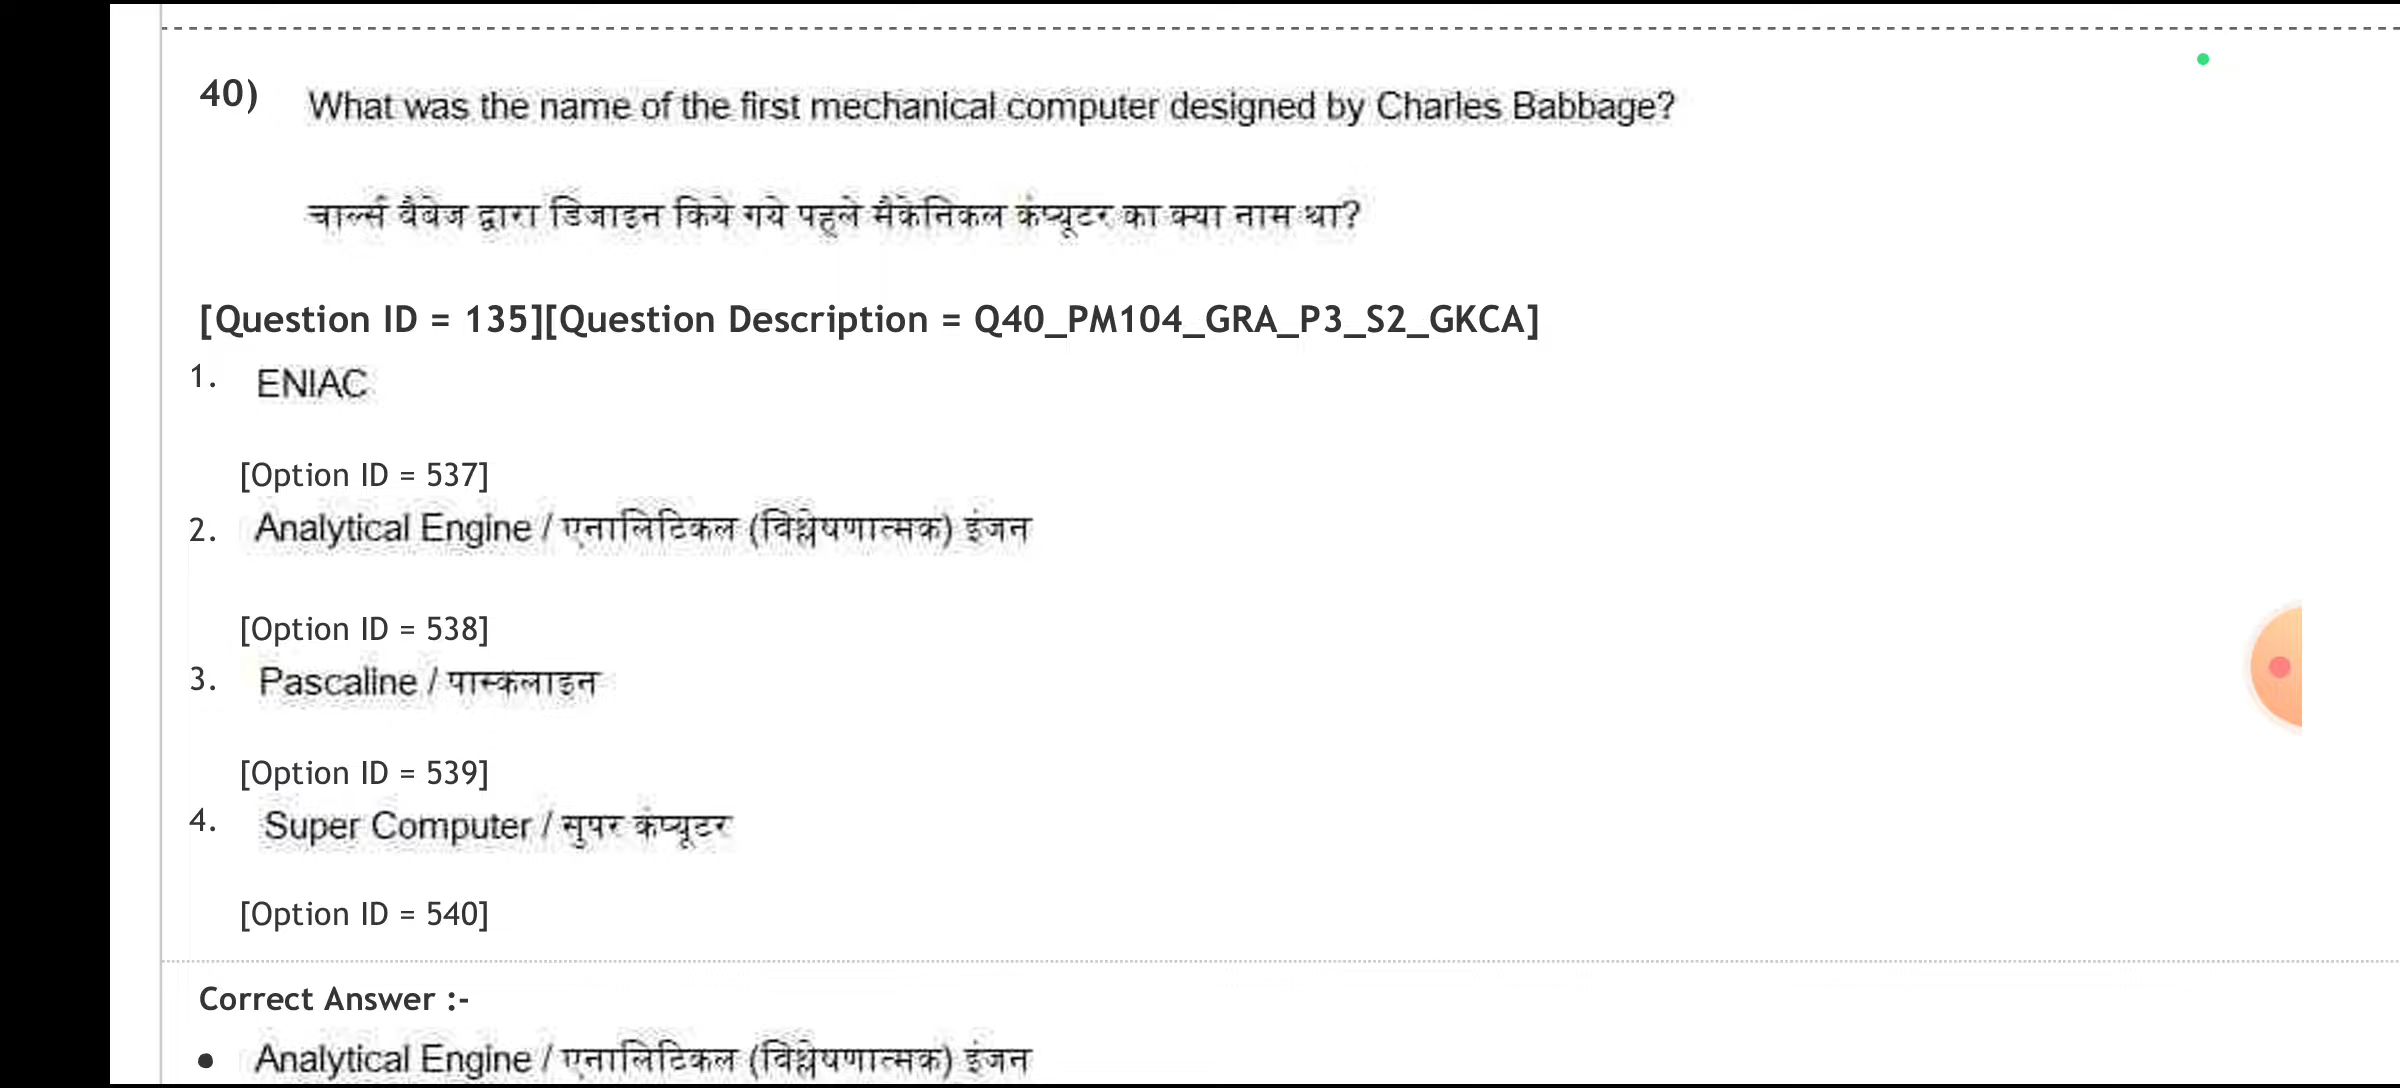 40) What was the name of the first mechanical computer designed by Charles Babbage?
चार्ल्स बैबेज द्वारा डिजाइन किये गये पहले मैकेनिकल कंप्यूटर का क्या नाम था?
[Question ID = 135][Question Description = Q40_PM104_GRA_P3_S2_GKCA]
1. ENIAC
[Option ID = 537]
2. Analytical Engine / एनालिटिकल (विश्लेषणात्मक) इंजन
[Option ID = 538]
3. Pascaline / पास्कलाइन
[Option ID = 539]
4. Super Computer / सुपर कंप्यूटर
[Option ID = 540]
Correct Answer :-
• Analytical Engine / एनालिटिकल (विश्लेषणात्मक) इंजन